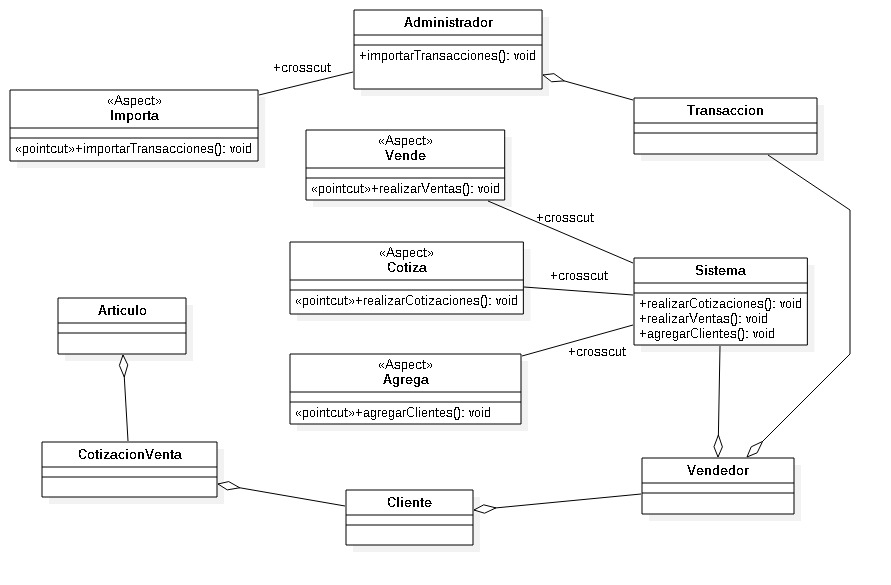 Administrador
+importarTransacciones(): void
+crosscut
«Aspect»
Importa
«pointcut»+importarTransacciones(): void
Transaccion
«Aspect»
Vende
«pointcut»+realizarVentas(): void
+crosscut
«Aspect»
Cotiza
«pointcut»+realizarCotizaciones(): void
+crosscut
Sistema
+realizarCotizaciones(): void
+realizarVentas(): void
+agregarClientes(): void
Articulo
+crosscut
«Aspect»
Agrega
«pointcut»+agregarClientes(): void
CotizacionVenta
Vendedor
Cliente